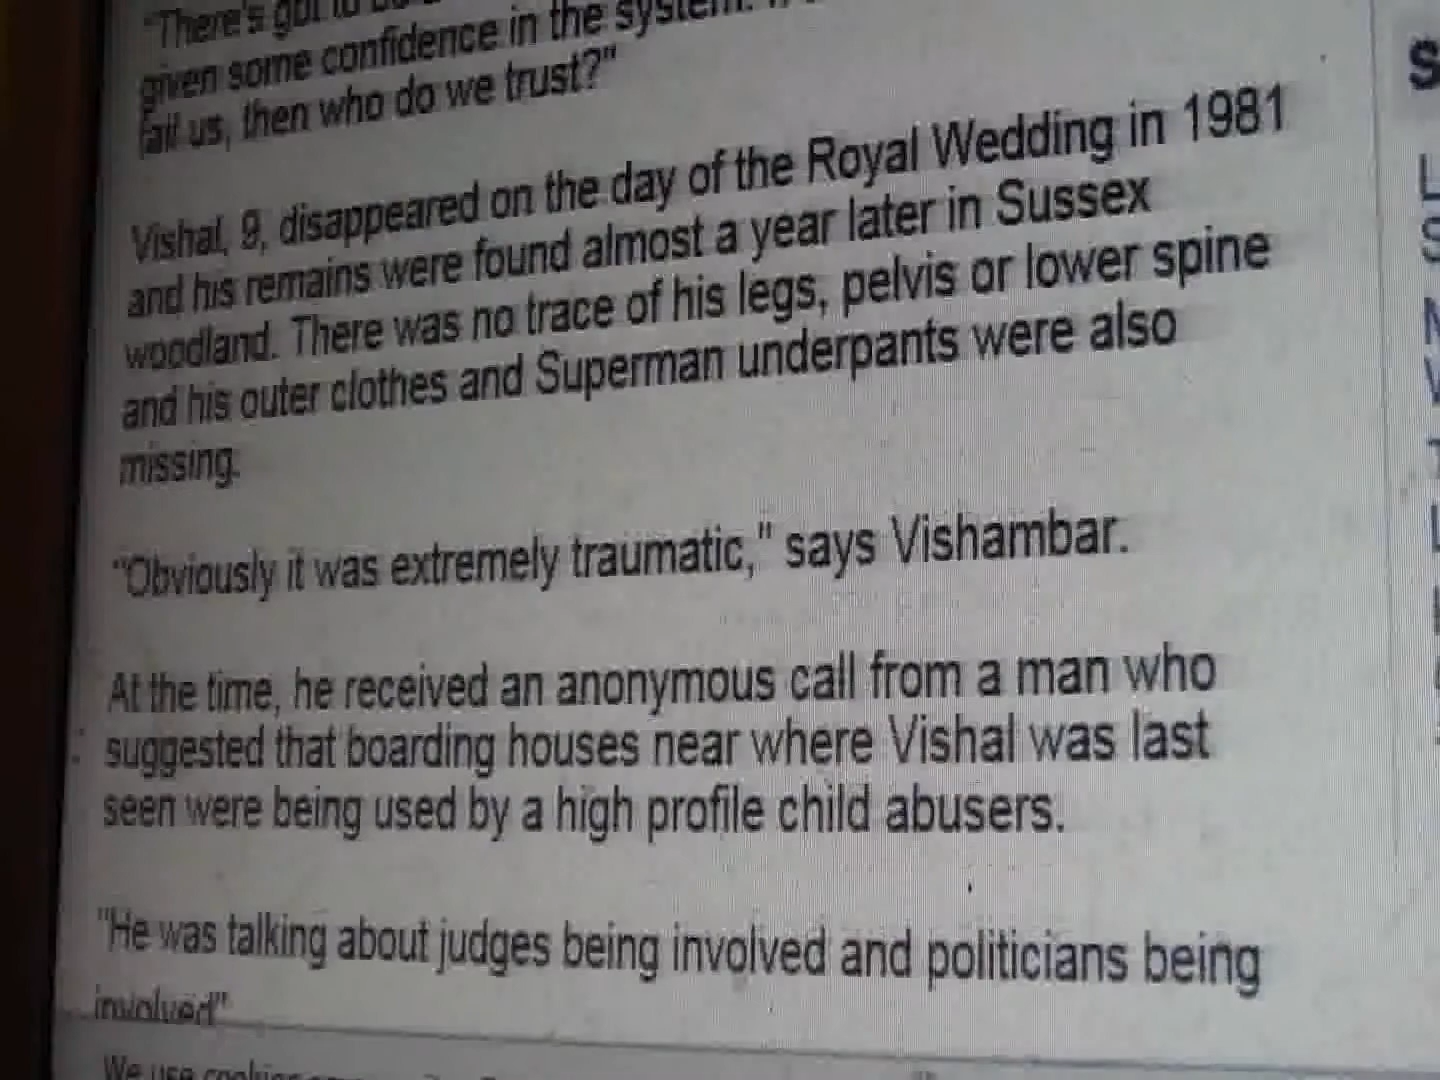 "There's got to
given some confidence in the system.
fail us, then who do we trust?"
Vishal, 9, disappeared on the day of the Royal Wedding in 1981
and his remains were found almost a year later in Sussex
woodland. There was no trace of his legs, pelvis or lower spine
and his outer clothes and Superman underpants were also
missing.
"Obviously it was extremely traumatic," says Vishambar.
At the time, he received an anonymous call from a man who
suggested that boarding houses near where Vishal was last
seen were being used by a high profile child abusers.
"He was talking about judges being involved and politicians being
involved"
We use cookies